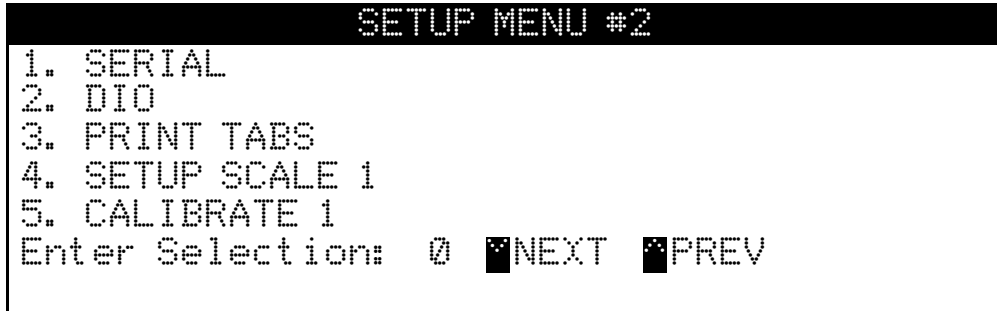 SETUP MENU #2
1. SERIAL
2. DIO
3. PRINT TABS
4. SETUP SCALE 1
5. CALIBRATE 1
Enter Selection: 0 ˅NEXT ^PREV